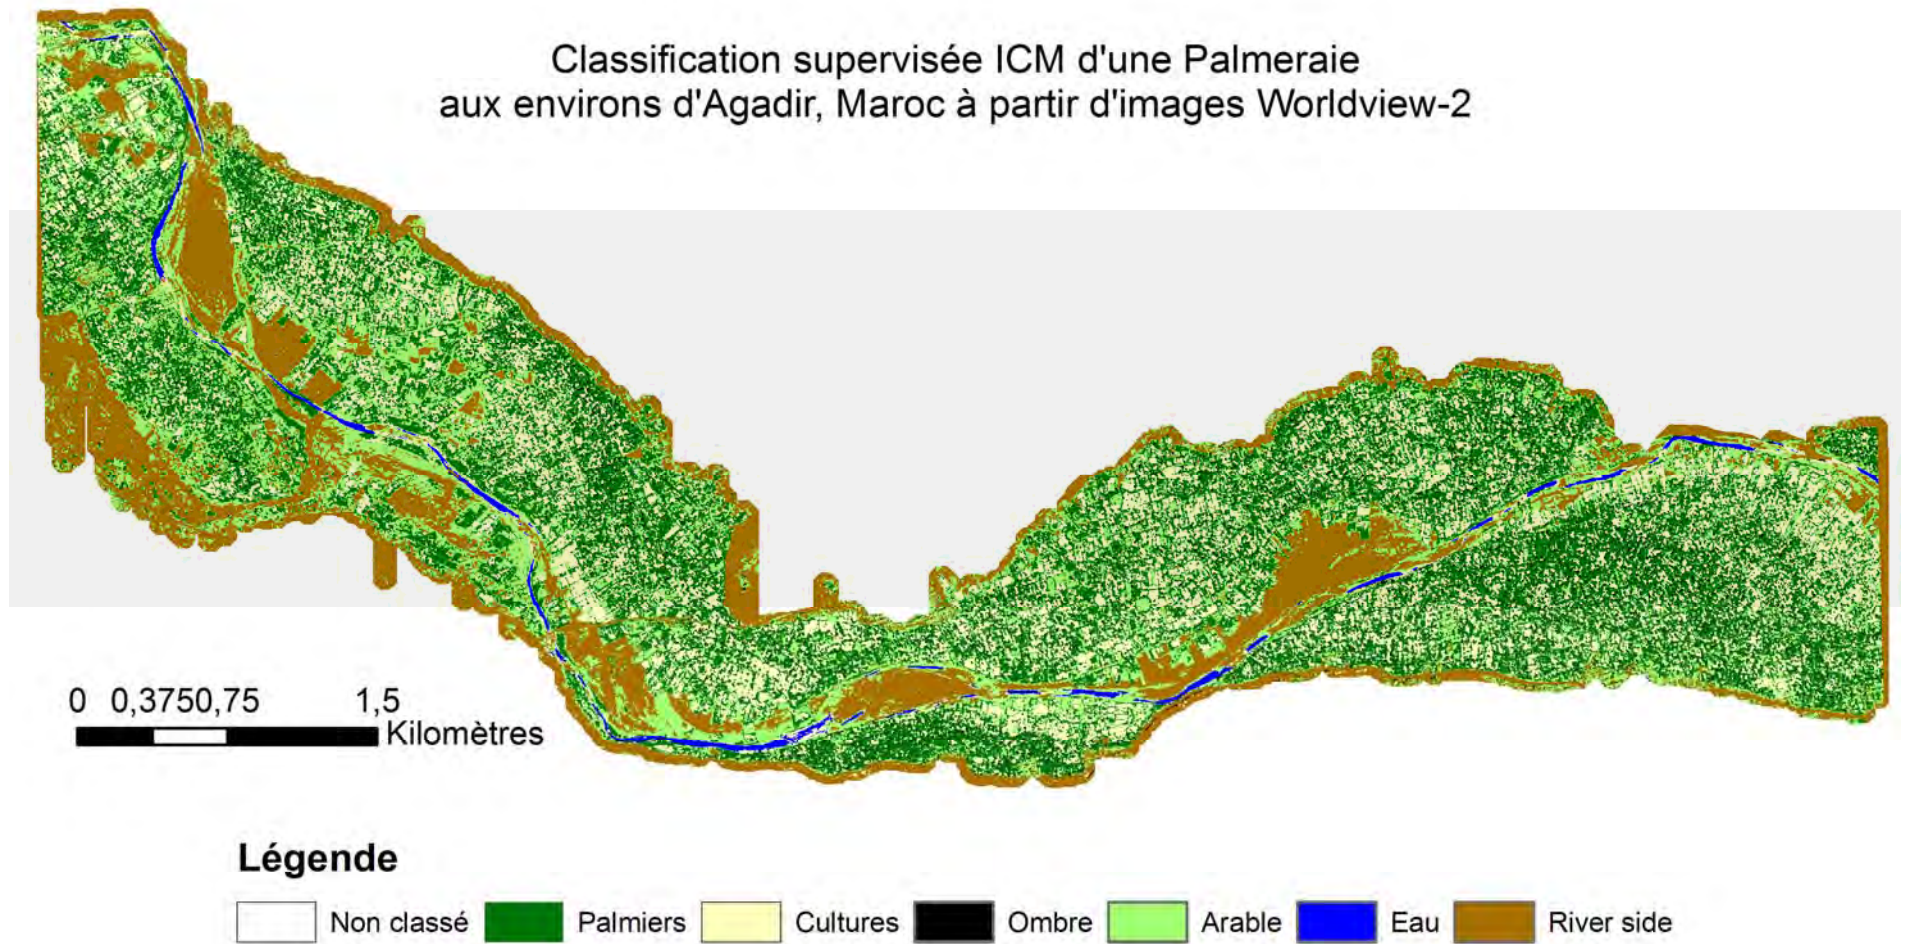 Classification supervisée ICM d'une Palmeraie
aux environs d'Agadir, Maroc à partir d'images Worldview-2
0 0,3750,75 1,5
Kilomètres
Légende
Non classé Palmiers Cultures Ombre Arable Eau River side